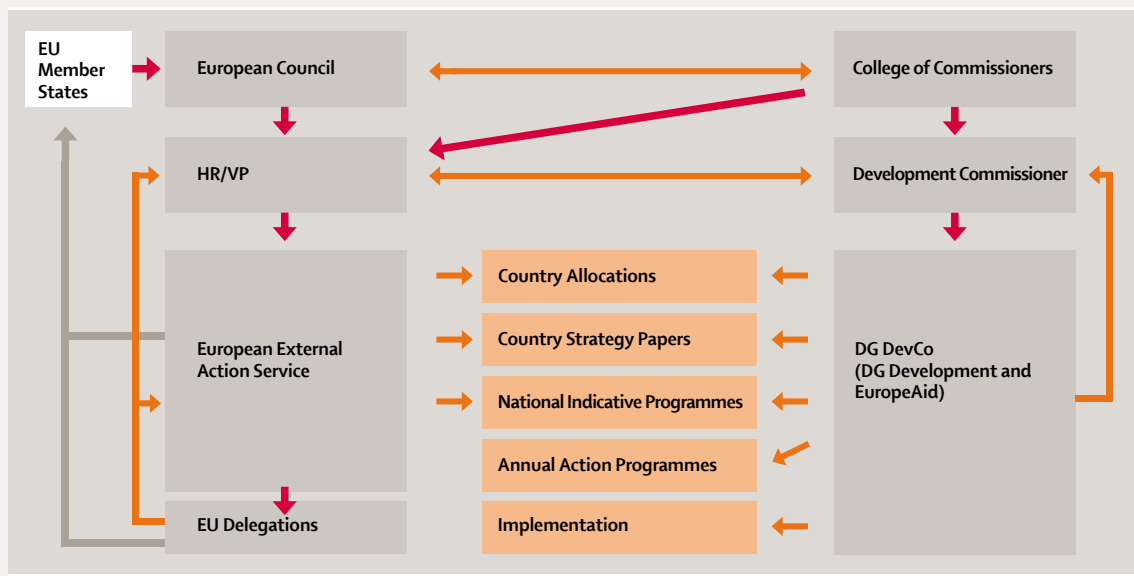 EU
Member
States
European Council
College of Commissioners
HR/VP
Development Commissioner
European External
Action Service
Country Allocations
Country Strategy Papers
National Indicative Programmes
Annual Action Programmes
Implementation
DG DevCo
(DG Development and
EuropeAid)
EU Delegations